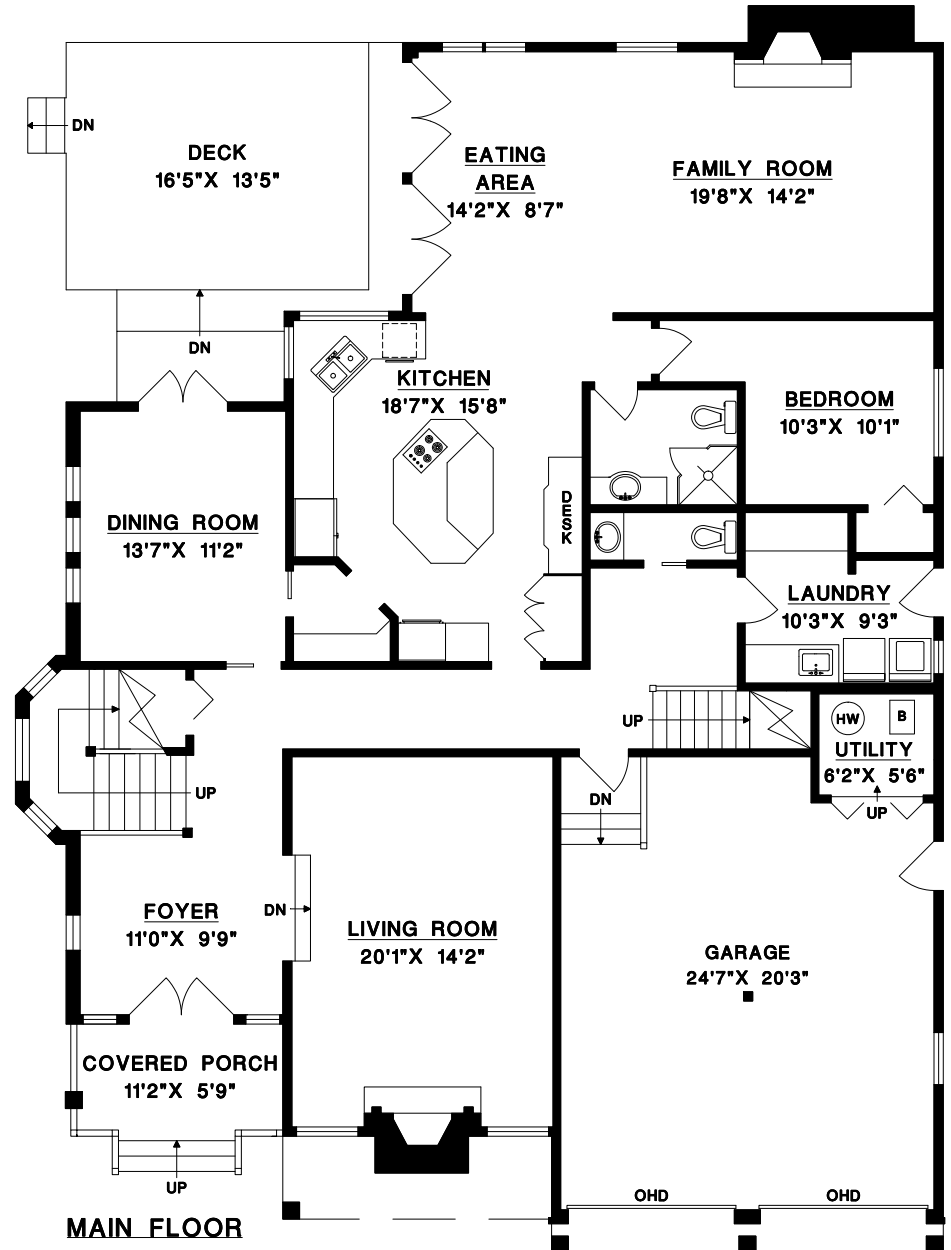 DN
DECK
16'5"X 13'5"
EATING
AREA
14'2"X 8'7"
FAMILY ROOM
19'8"X 14'2"
DN
KITCHEN
18'7"X 15'8"
BEDROOM
10'3"X 10'1"
DINING ROOM
13'7"X 11'2"
DESK
LAUNDRY
10'3"X 9'3"
UP
HW
B
UTILITY
6'2"X 5'6"
UP
UP
DN
FOYER
11'0"X 9'9"
DN
LIVING ROOM
20'1"X 14'2"
GARAGE
24'7"X 20'3"
COVERED PORCH
11'2"X 5'9"
UP
OHD
OHD
MAIN FLOOR